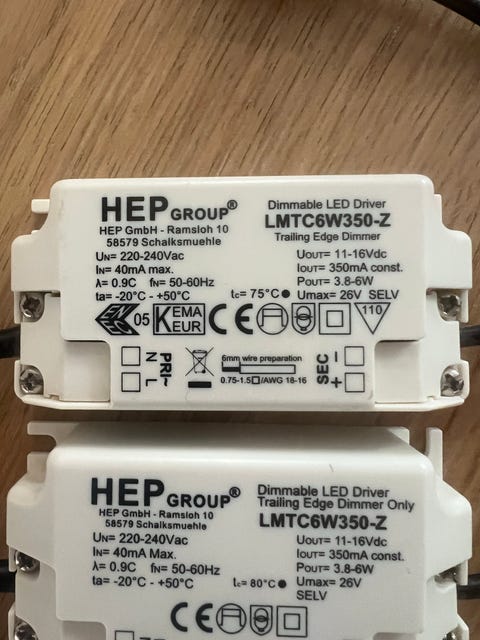 HEP GROUP®
HEP GmbH - Ramsloh 10
58579 Schalksmuehle
Dimmable LED Driver
LMTC6W350-Z
Trailing Edge Dimmer
UN= 220-240Vac
IN= 40mA max.
λ= 0.9C fN= 50-60Hz
ta= -20°C - +50°C
tc= 75°C
UOUT= 11-16Vdc
IOUT= 350mA const.
POUT= 3.8-6W
UMAX= 26V SELV
ENEC 05 KEMA EUR CE 110
N L PRI~
6mm wire preparation
0.75-1.5□/AWG 18-16
SEC - +
HEP GROUP®
HEP GmbH - Ramsloh 10
58579 Schalksmuehle
Dimmable LED Driver
Trailing Edge Dimmer Only
LMTC6W350-Z
UN= 220-240Vac
IN= 40mA Max.
λ= 0.9C fN= 50-60Hz
ta= -20°C - +50°C
tc= 80°C
UOUT= 11-16Vdc
IOUT= 350mA const.
POUT= 3.8-6W
Umax= 26V
SELV
CE